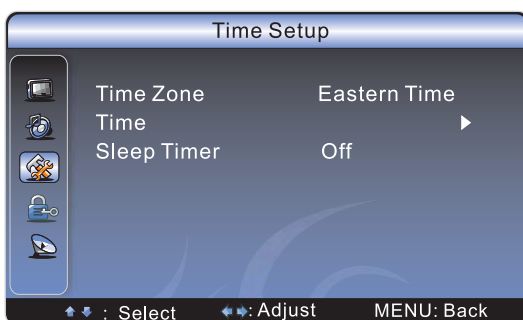 Time Setup
Time Zone Eastern Time
Time
Sleep Timer Off
: Select : Adjust MENU: Back